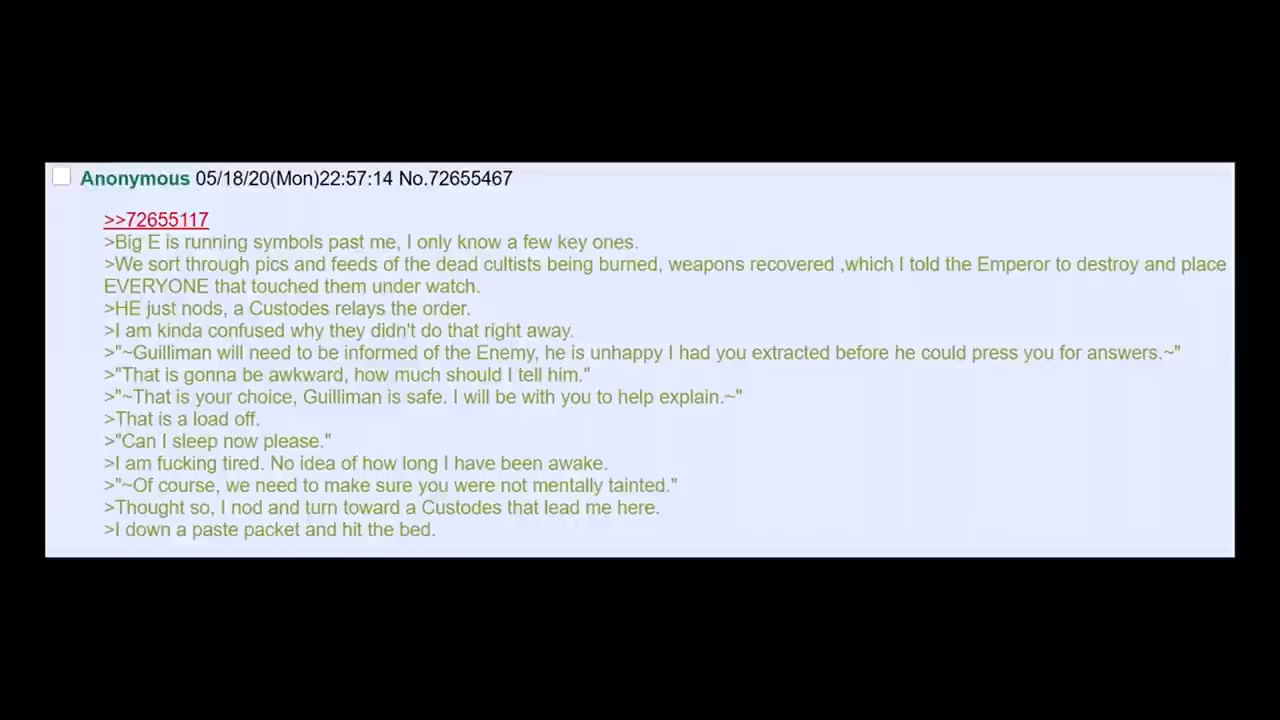 Anonymous 05/18/20(Mon)22:57:14 No.72655467
>>72655117
>Big E is running symbols past me, I only know a few key ones.
>We sort through pics and feeds of the dead cultists being burned, weapons recovered ,which I told the Emperor to destroy and place
EVERYONE that touched them under watch.
>HE just nods, a Custodes relays the order.
>I am kinda confused why they didn't do that right away.
>"~Guilliman will need to be informed of the Enemy, he is unhappy I had you extracted before he could press you for answers.~"
>"That is gonna be awkward, how much should I tell him."
>"~That is your choice, Guilliman is safe. I will be with you to help explain.~"
>That is a load off.
>"Can I sleep now please."
>I am fucking tired. No idea of how long I have been awake.
>"~Of course, we need to make sure you were not mentally tainted."
>Thought so, I nod and turn toward a Custodes that lead me here.
>I down a paste packet and hit the bed.